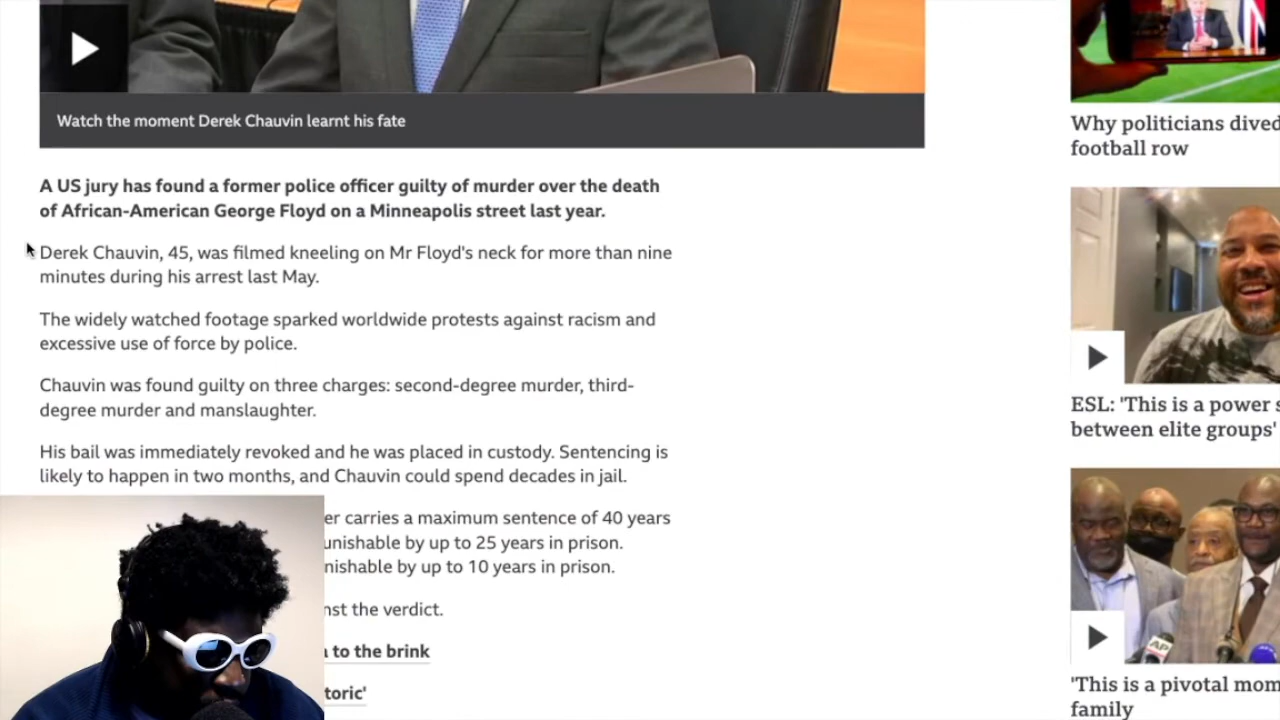 Watch the moment Derek Chauvin learnt his fate
A US jury has found a former police officer guilty of murder over the death
of African-American George Floyd on a Minneapolis street last year.
Derek Chauvin, 45, was filmed kneeling on Mr Floyd's neck for more than nine
minutes during his arrest last May.
The widely watched footage sparked worldwide protests against racism and
excessive use of force by police.
Chauvin was found guilty on three charges: second-degree murder, third-
degree murder and manslaughter.
His bail was immediately revoked and he was placed in custody. Sentencing is
likely to happen in two months, and Chauvin could spend decades in jail.
carries a maximum sentence of 40 years
by up to 25 years in prison.
by up to 10 years in prison.
the verdict.
to the brink
Why politicians dived
football row
ESL: 'This is a power
between elite groups'
AP
'This is a pivotal
family